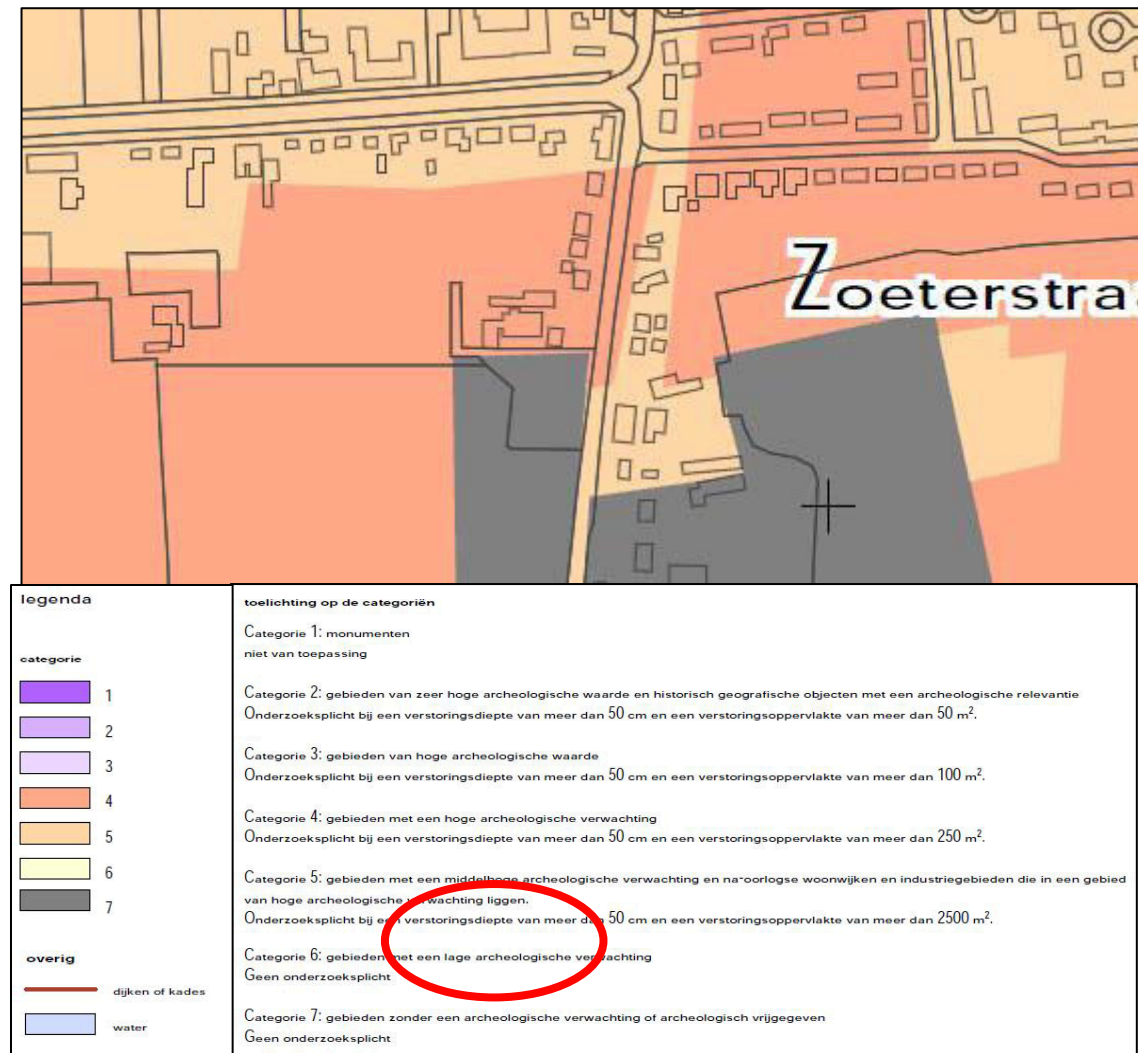 Zoeterstra
legenda
categorie
1
2
3
4
5
6
7
overig
dijken of kades
water
toelichting op de categoriën
Categorie 1: monumenten
niet van toepassing
Categorie 2: gebieden van zeer hoge archeologische waarde en historisch geografische objecten met een archeologische relevantie
Onderzoeksplicht bij een verstoringsdiepte van meer dan 50 cm en een verstoringsoppervlakte van meer dan 50 m².
Categorie 3: gebieden van hoge archeologische waarde
Onderzoeksplicht bij een verstoringsdiepte van meer dan 50 cm en een verstoringsoppervlakte van meer dan 100 m².
Categorie 4: gebieden met een hoge archeologische verwachting
Onderzoeksplicht bij een verstoringsdiepte van meer dan 50 cm en een verstoringsoppervlakte van meer dan 250 m².
Categorie 5: gebieden met een middelhoge archeologische verwachting en na-oorlogse woonwijken en industriegebieden die in een gebied
van hoge archeologische verwachting liggen.
Onderzoeksplicht bij een verstoringsdiepte van meer dan 50 cm en een verstoringsoppervlakte van meer dan 2500 m².
Categorie 6: gebieden met een lage archeologische verwachting
Geen onderzoeksplicht
Categorie 7: gebieden zonder een archeologische verwachting of archeologisch vrijgegeven
Geen onderzoeksplicht